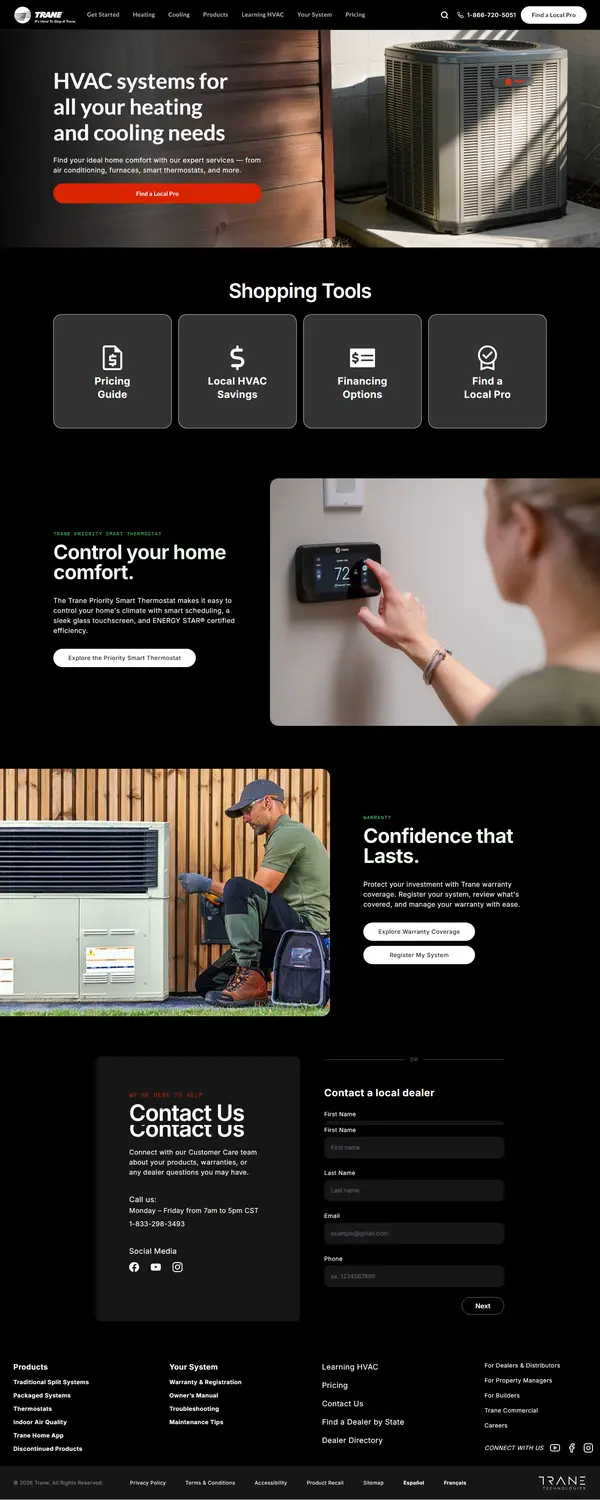 TRANE
It's Hard To Stop A Trane.
Get Started
Heating
Cooling
Products
Learning HVAC
Your System
Pricing
1-866-720-5051
Find a Local Pro
HVAC systems for
all your heating
and cooling needs
Find your ideal home comfort with our expert services — from
air conditioning, furnaces, smart thermostats, and more.
Find a Local Pro
Shopping Tools
Pricing
Guide
Local HVAC
Savings
Financing
Options
Find a
Local Pro
TRANE PRIORITY SMART THERMOSTAT
Control your home
comfort.
The Trane Priority Smart Thermostat makes it easy to
control your home's climate with smart scheduling, a
sleek glass touchscreen, and ENERGY STAR® certified
efficiency.
Explore the Priority Smart Thermostat
TRANE
72
WARRANTY
Confidence that
Lasts.
Protect your investment with Trane warranty
coverage. Register your system, review what's
covered, and manage your warranty with ease.
Explore Warranty Coverage
Register My System
WE'RE HERE TO HELP
Contact Us
Contact Us
Connect with our Customer Care team
about your products, warranties, or
any dealer questions you may have.
Call us:
Monday – Friday from 7am to 5pm CST
1-833-298-3493
Social Media
OR
Contact a local dealer
First Name
First Name
First name
Last Name
Last name
Email
example@gmail.com
Phone
ex. 1234567890
Next
Products
Traditional Split Systems
Packaged Systems
Thermostats
Indoor Air Quality
Trane Home App
Discontinued Products
Your System
Warranty & Registration
Owner's Manual
Troubleshooting
Maintenance Tips
Learning HVAC
Pricing
Contact Us
Find a Dealer by State
Dealer Directory
For Dealers & Distributors
For Property Managers
For Builders
Trane Commercial
Careers
CONNECT WITH US
© 2026 Trane. All Rights Reserved.
Privacy Policy
Terms & Conditions
Accessibility
Product Recall
Sitemap
Español
Français
TRANE
TECHNOLOGIES